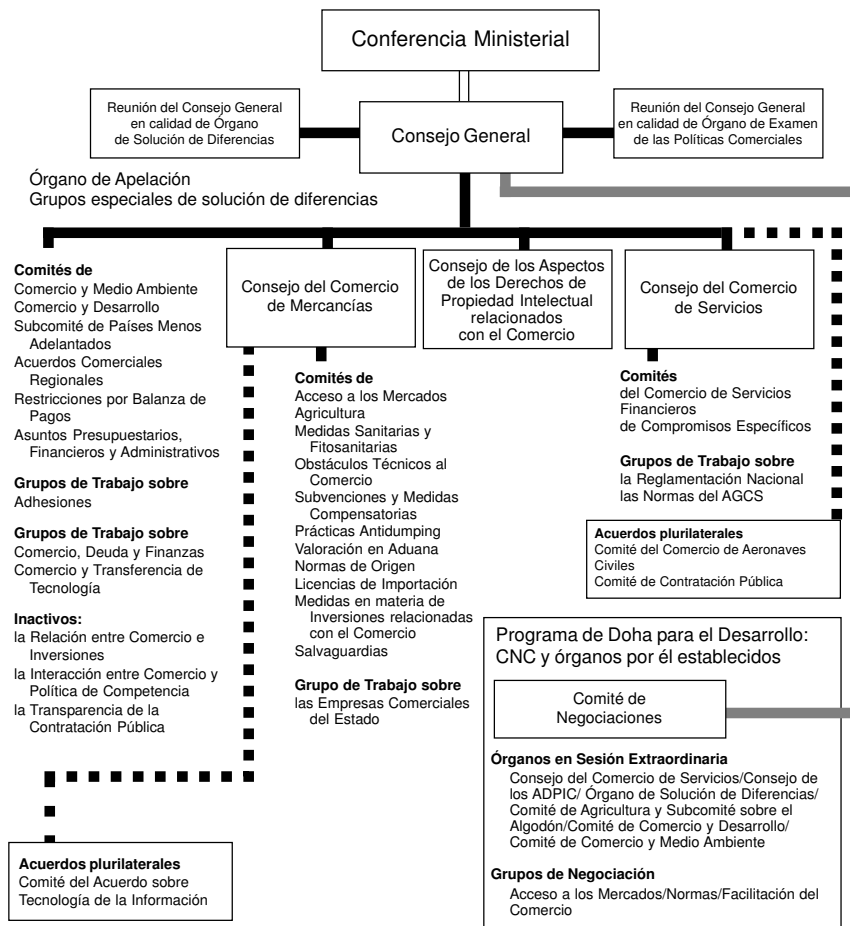 Conferencia Ministerial
Reunión del Consejo General
en calidad de Órgano
de Solución de Diferencias
Consejo General
Reunión del Consejo General
en calidad de Órgano de Examen
de las Políticas Comerciales
Órgano de Apelación
Grupos especiales de solución de diferencias
Comités de
Comercio y Medio Ambiente
Comercio y Desarrollo
Subcomité de Países Menos
Adelantados
Acuerdos Comerciales
Regionales
Restricciones por Balanza de
Pagos
Asuntos Presupuestarios,
Financieros y Administrativos
Grupos de Trabajo sobre
Adhesiones
Grupos de Trabajo sobre
Comercio, Deuda y Finanzas
Comercio y Transferencia de
Tecnología
Inactivos:
la Relación entre Comercio e
Inversiones
la Interacción entre Comercio y
Política de Competencia
la Transparencia de la
Contratación Pública
Acuerdos plurilaterales
Comité del Acuerdo sobre
Tecnología de la Información
Consejo del Comercio
de Mercancías
Comités de
Acceso a los Mercados
Agricultura
Medidas Sanitarias y
Fitosanitarias
Obstáculos Técnicos al
Comercio
Subvenciones y Medidas
Compensatorias
Prácticas Antidumping
Valoración en Aduana
Normas de Origen
Licencias de Importación
Medidas en materia de
Inversiones relacionadas
con el Comercio
Salvaguardias
Grupo de Trabajo sobre
las Empresas Comerciales
del Estado
Consejo de los Aspectos
de los Derechos de
Propiedad Intelectual
relacionados
con el Comercio
Consejo del Comercio
de Servicios
Comités
del Comercio de Servicios
Financieros
de Compromisos Específicos
Grupos de Trabajo sobre
la Reglamentación Nacional
las Normas del AGCS
Acuerdos plurilaterales
Comité del Comercio de Aeronaves
Civiles
Comité de Contratación Pública
Programa de Doha para el Desarrollo:
CNC y órganos por él establecidos
Comité de
Negociaciones
Órganos en Sesión Extraordinaria
Consejo del Comercio de Servicios/Consejo de
los ADPIC/ Órgano de Solución de Diferencias/
Comité de Agricultura y Subcomité sobre el
Algodón/Comité de Comercio y Desarrollo/
Comité de Comercio y Medio Ambiente
Grupos de Negociación
Acceso a los Mercados/Normas/Facilitación del
Comercio